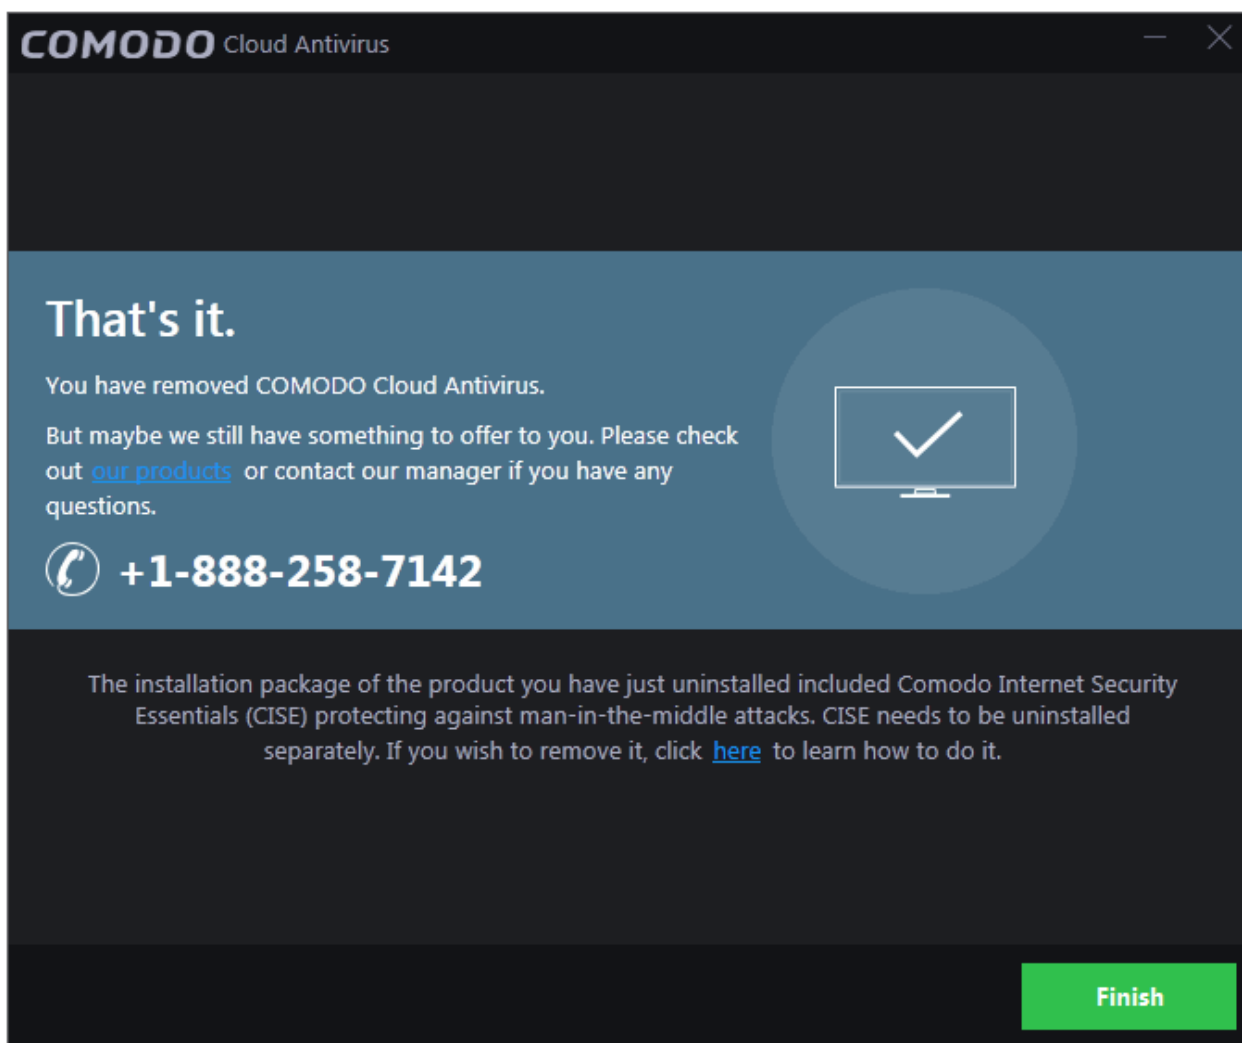 COMODO Cloud Antivirus
That's it.
You have removed COMODO Cloud Antivirus.
But maybe we still have something to offer to you. Please check
out our products or contact our manager if you have any
questions.
+1-888-258-7142
The installation package of the product you have just uninstalled included Comodo Internet Security
Essentials (CISE) protecting against man-in-the-middle attacks. CISE needs to be uninstalled
separately. If you wish to remove it, click here to learn how to do it.
Finish